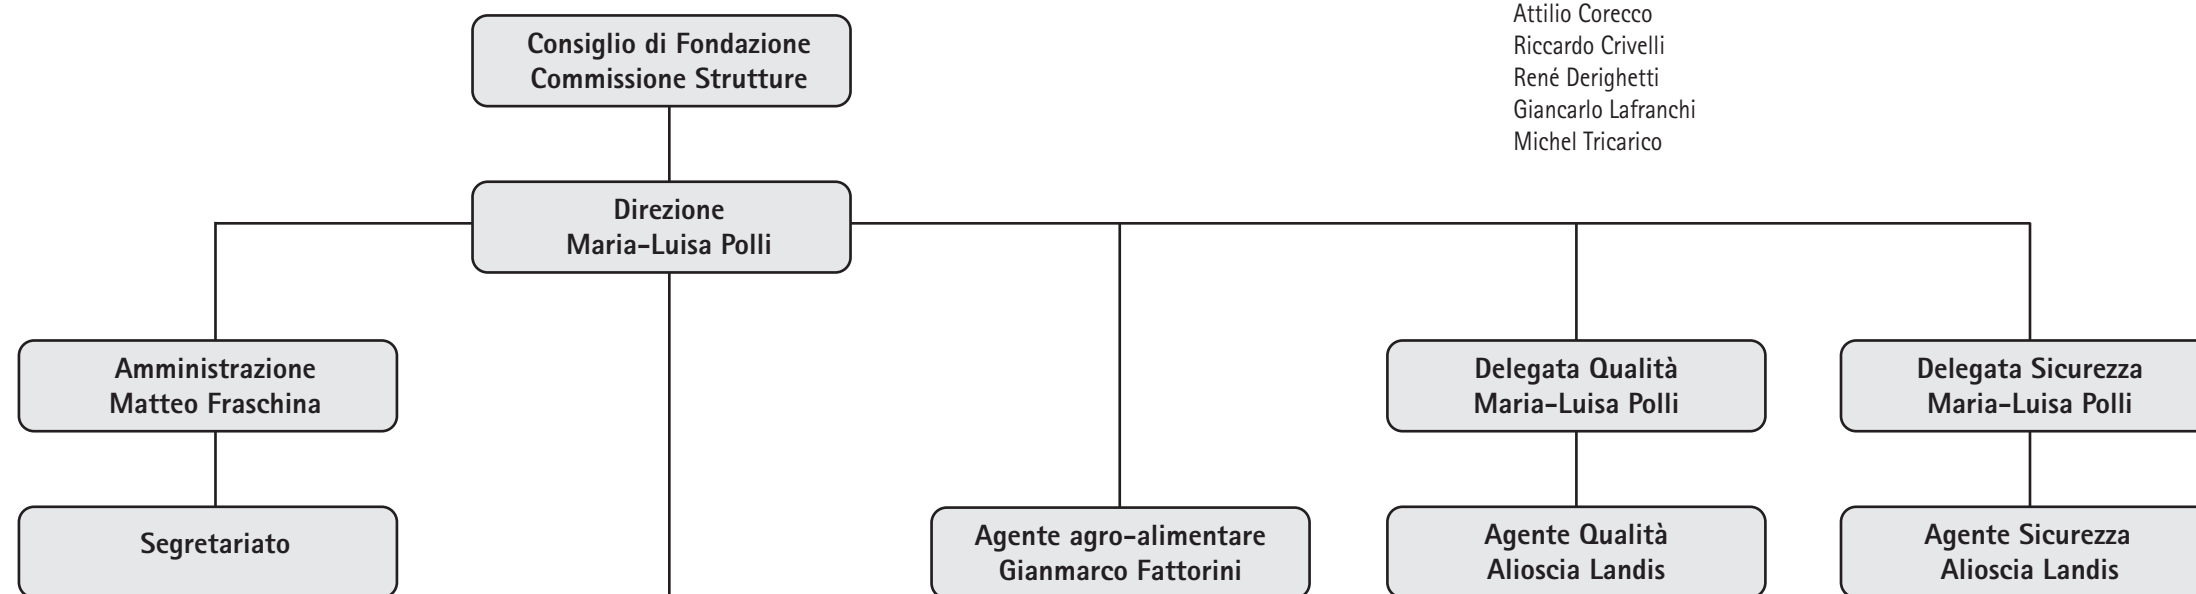 Attilio Corecco
Riccardo Crivelli
René Derighetti
Giancarlo Lafranchi
Michel Tricarico
Consiglio di Fondazione
Commissione Strutture
Direzione
Maria-Luisa Polli
Amministrazione
Matteo Fraschina
Delegata Qualità
Maria-Luisa Polli
Delegata Sicurezza
Maria-Luisa Polli
Segretariato
Agente agro-alimentare
Gianmarco Fattorini
Agente Qualità
Alioscia Landis
Agente Sicurezza
Alioscia Landis